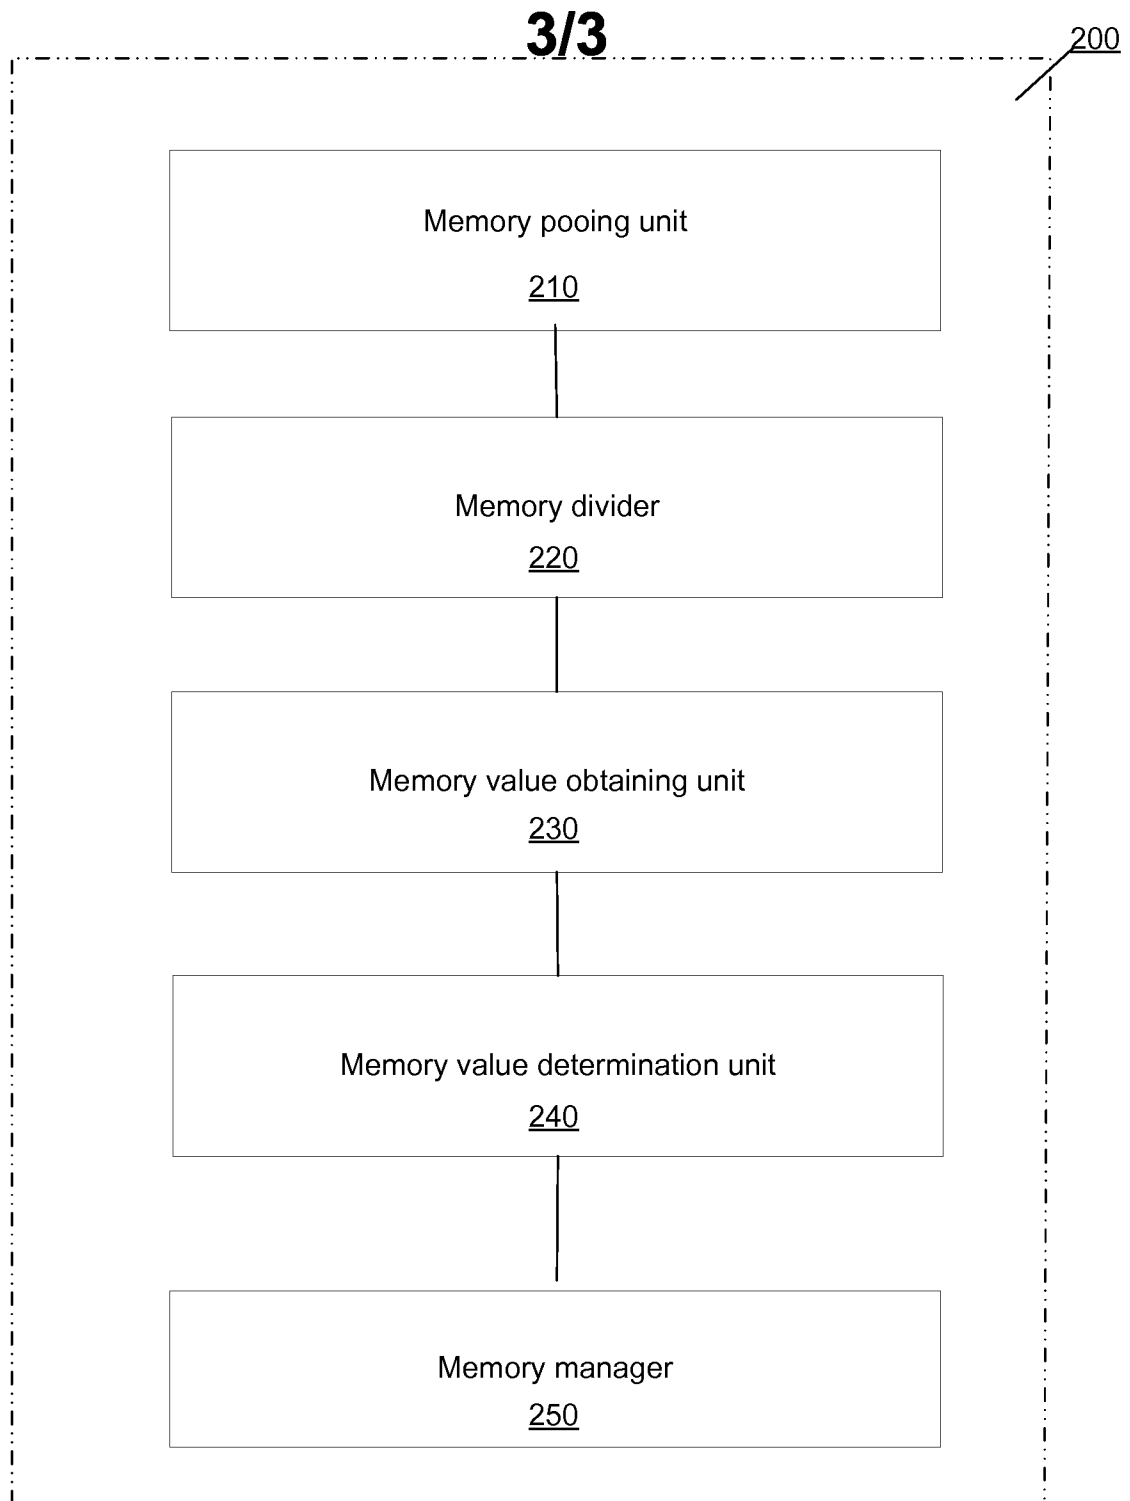 3/3
200
Memory pooing unit
210
Memory divider
220
Memory value obtaining unit
230
Memory value determination unit
240
Memory manager
250